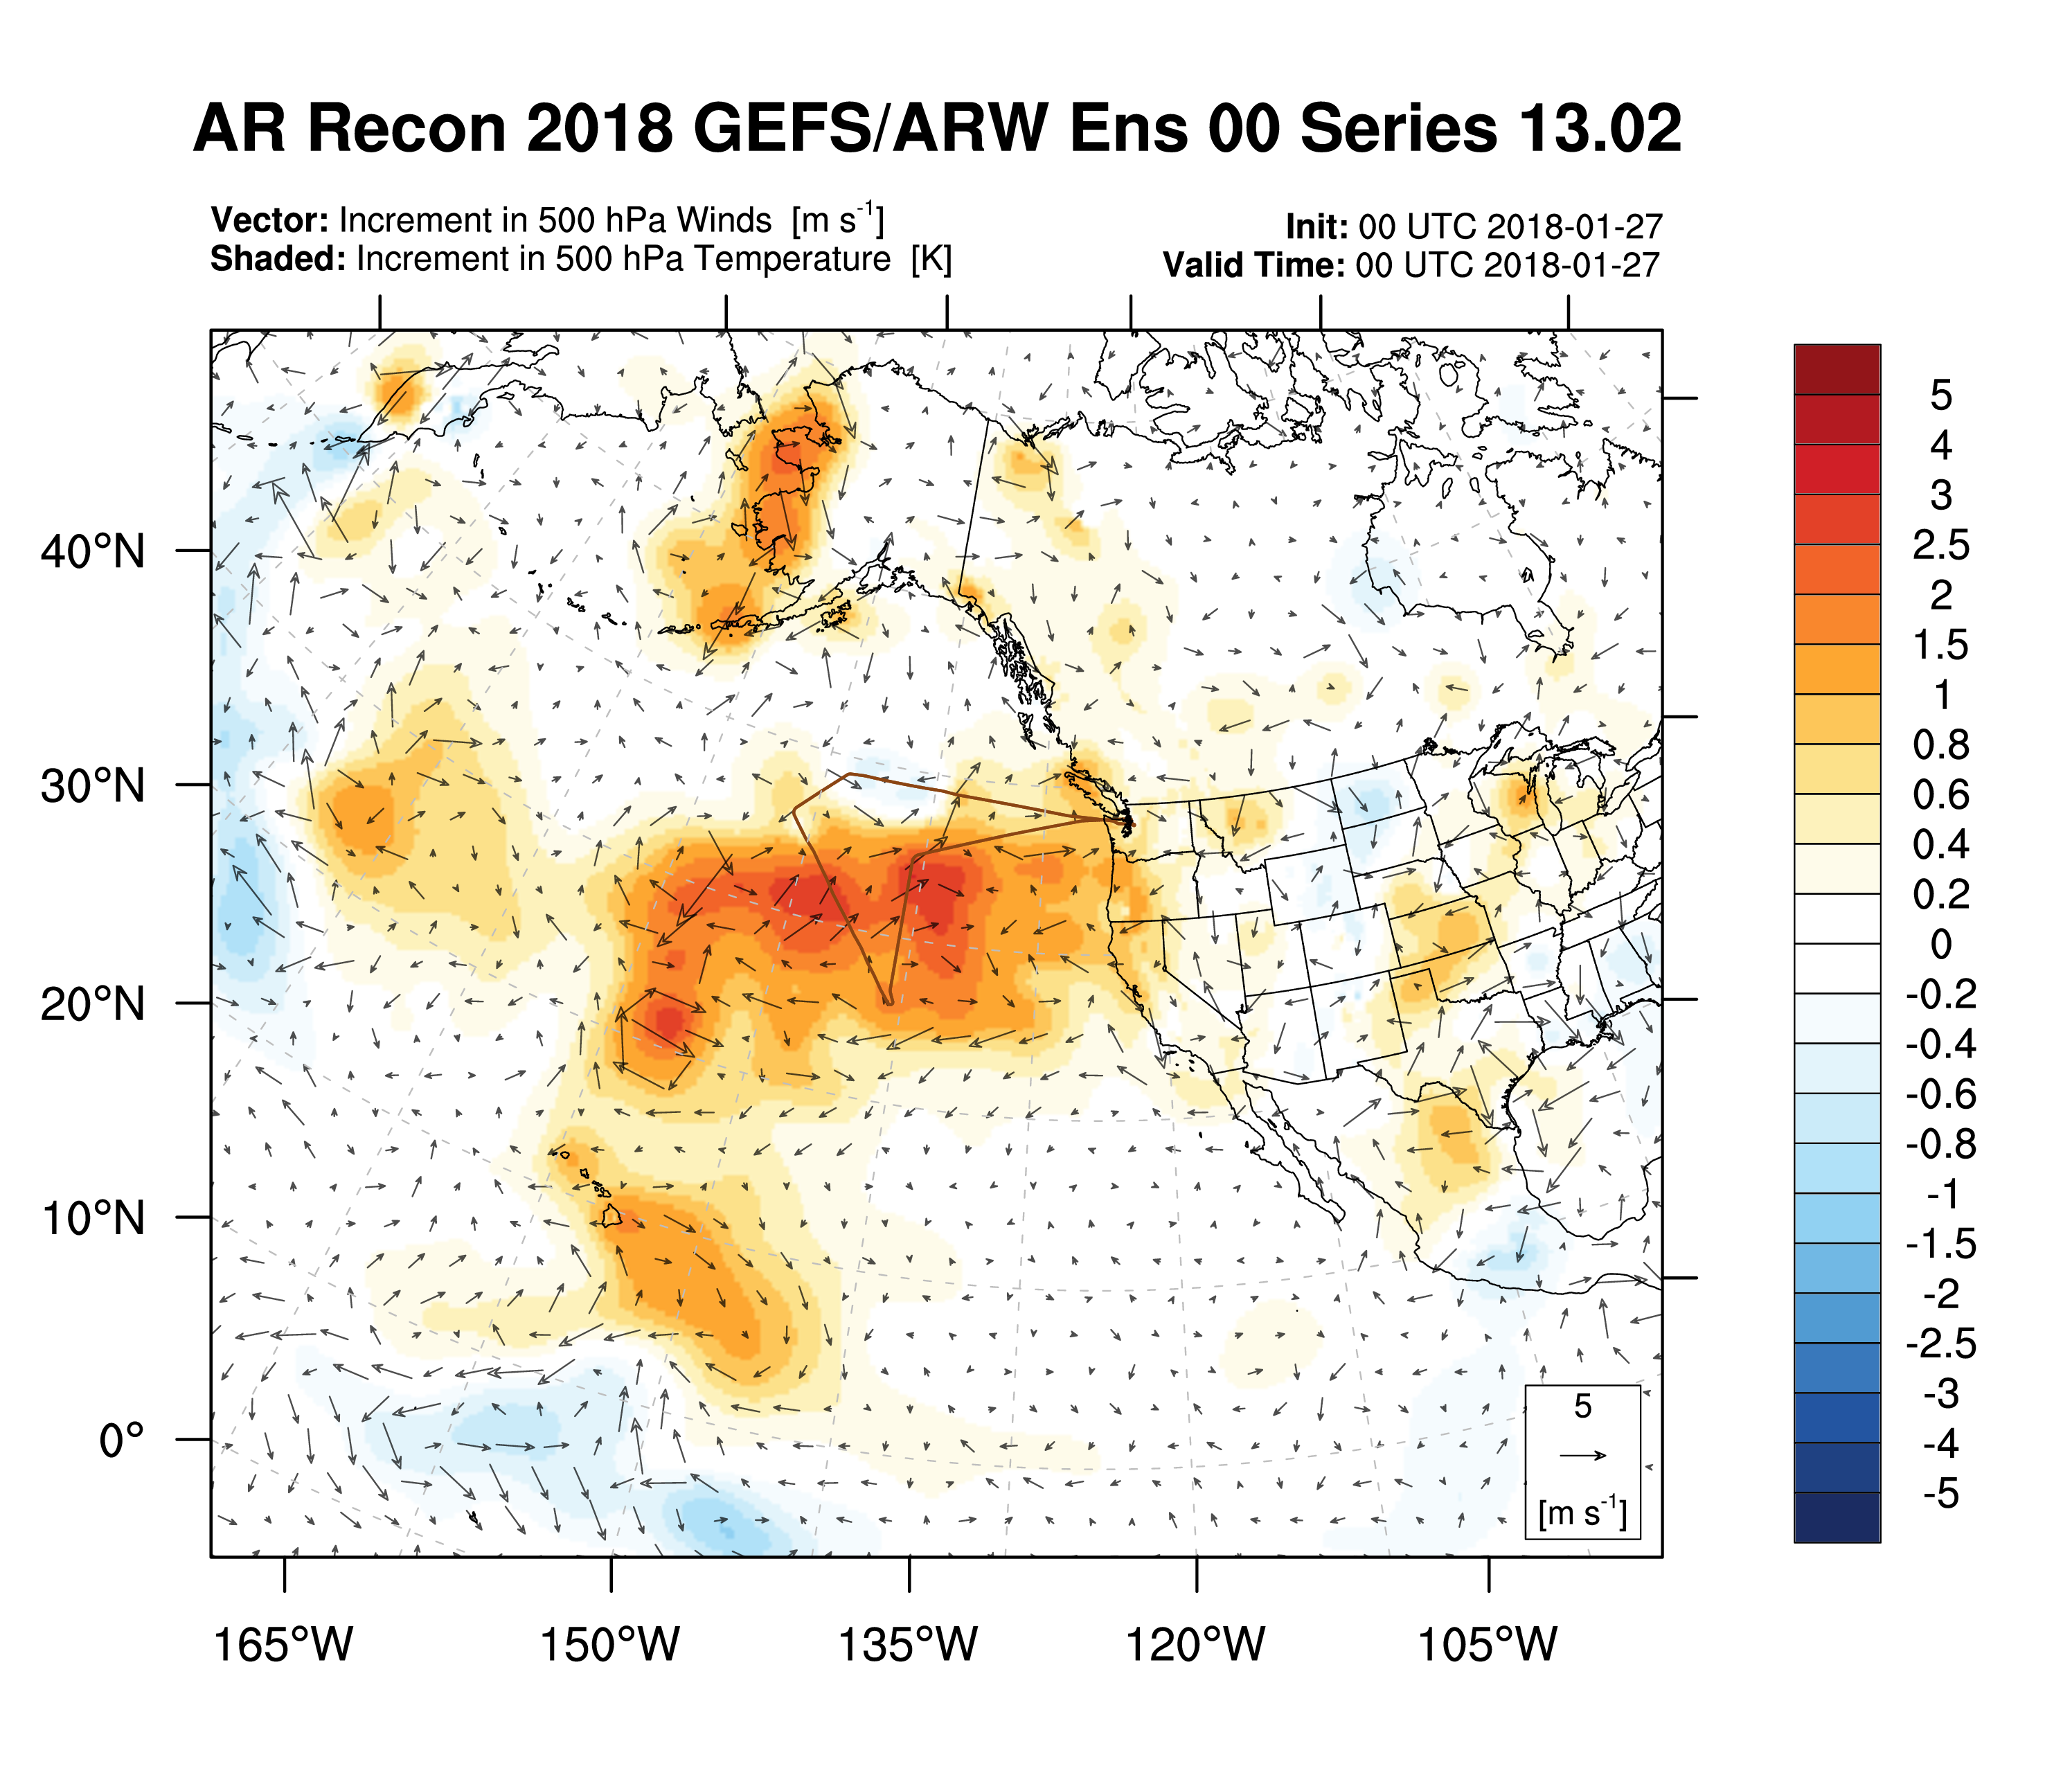 AR Recon 2018 GEFS/ARW Ens 00 Series 13.02
Vector: Increment in 500 hPa Winds [m s-1]
Init: 00 UTC 2018-01-27
Shaded: Increment in 500 hPa Temperature [K]
Valid Time: 00 UTC 2018-01-27
40°N
30°N
20°N
10°N
0°
165°W
150°W
135°W
120°W
105°W
5
[m s-1]
5
4
3
2.5
2
1.5
1
0.8
0.6
0.4
0.2
0
-0.2
-0.4
-0.6
-0.8
-1
-1.5
-2
-2.5
-3
-4
-5